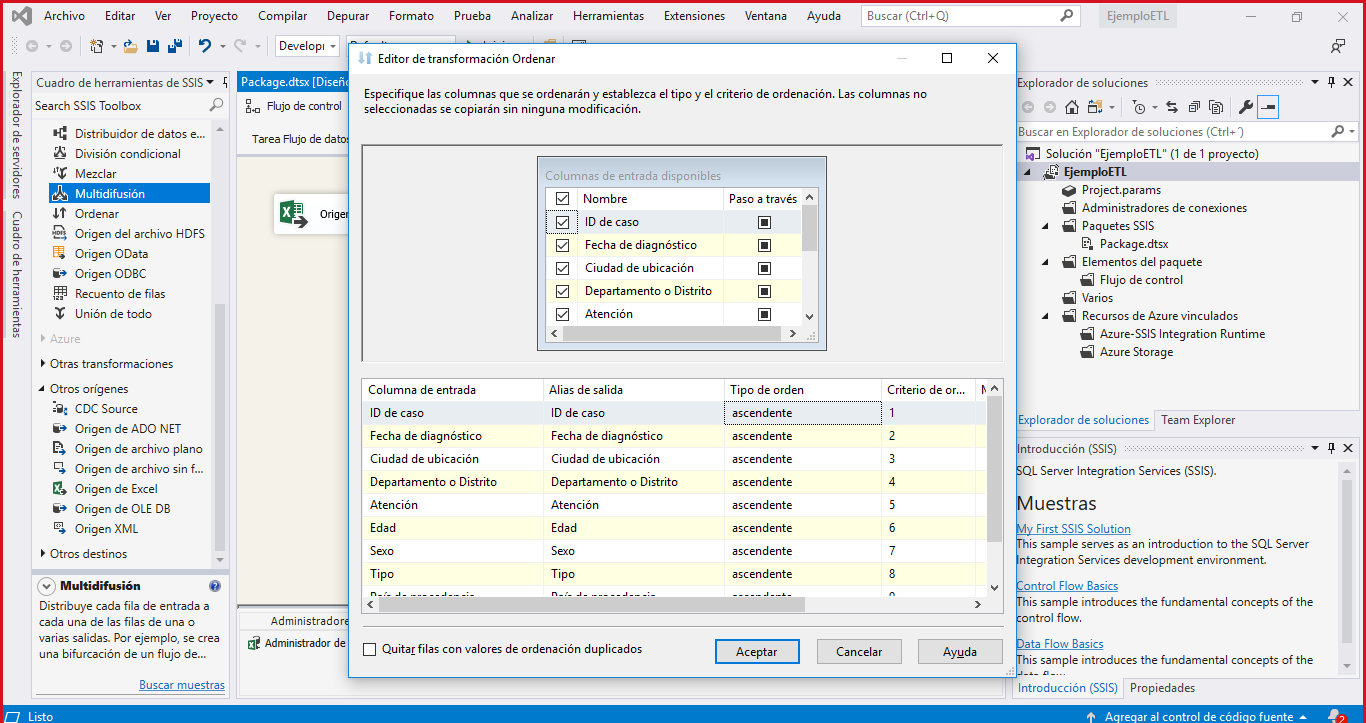 Archivo Editar Ver Proyecto Compilar Depurar Formato Prueba Analizar Herramientas Extensiones Ventana Ayuda Buscar (Ctrl+Q) EjemploETL
Develop
Explorador de servidores
Cuadro de herramientas
Cuadro de herramientas de SSIS
Search SSIS Toolbox
Distribuidor de datos e...
División condicional
Mezclar
Multidifusión
Ordenar
Origen del archivo HDFS
Origen OData
Origen ODBC
Recuento de filas
Unión de todo
Azure
Otras transformaciones
Otros orígenes
CDC Source
Origen de ADO NET
Origen de archivo plano
Origen de archivo sin f...
Origen de Excel
Origen de OLE DB
Origen XML
Otros destinos
Multidifusión
Distribuye cada fila de entrada a
cada una de las filas de una o
varias salidas. Por ejemplo, se crea
una bifurcación de un flujo de...
Buscar muestras
Package.dtsx [Diseño
Flujo de control
Tarea Flujo de datos
Origen
Administradore
Administrador de
Editor de transformación Ordenar
Especifique las columnas que se ordenarán y establezca el tipo y el criterio de ordenación. Las columnas no
seleccionadas se copiarán sin ninguna modificación.
Columnas de entrada disponibles
Nombre Paso a través
ID de caso
Fecha de diagnóstico
Ciudad de ubicación
Departamento o Distrito
Atención
Columna de entrada Alias de salida Tipo de orden Criterio de or...
ID de caso ID de caso ascendente 1
Fecha de diagnóstico Fecha de diagnóstico ascendente 2
Ciudad de ubicación Ciudad de ubicación ascendente 3
Departamento o Distrito Departamento o Distrito ascendente 4
Atención Atención ascendente 5
Edad Edad ascendente 6
Sexo Sexo ascendente 7
Tipo Tipo ascendente 8
Quitar filas con valores de ordenación duplicados
Aceptar Cancelar Ayuda
Explorador de soluciones
Buscar en Explorador de soluciones (Ctrl+´)
Solución "EjemploETL" (1 de 1 proyecto)
EjemploETL
Project.params
Administradores de conexiones
Paquetes SSIS
Package.dtsx
Elementos del paquete
Flujo de control
Varios
Recursos de Azure vinculados
Azure-SSIS Integration Runtime
Azure Storage
Explorador de soluciones Team Explorer
Introducción (SSIS)
SQL Server Integration Services (SSIS).
Muestras
My First SSIS Solution
This sample serves as an introduction to the SQL Server
Integration Services development environment.
Control Flow Basics
This sample introduces the fundamental concepts of the
control flow.
Data Flow Basics
This sample introduces the fundamental concepts of the
Introducción (SSIS) Propiedades
Listo
Agregar al control de código fuente
2